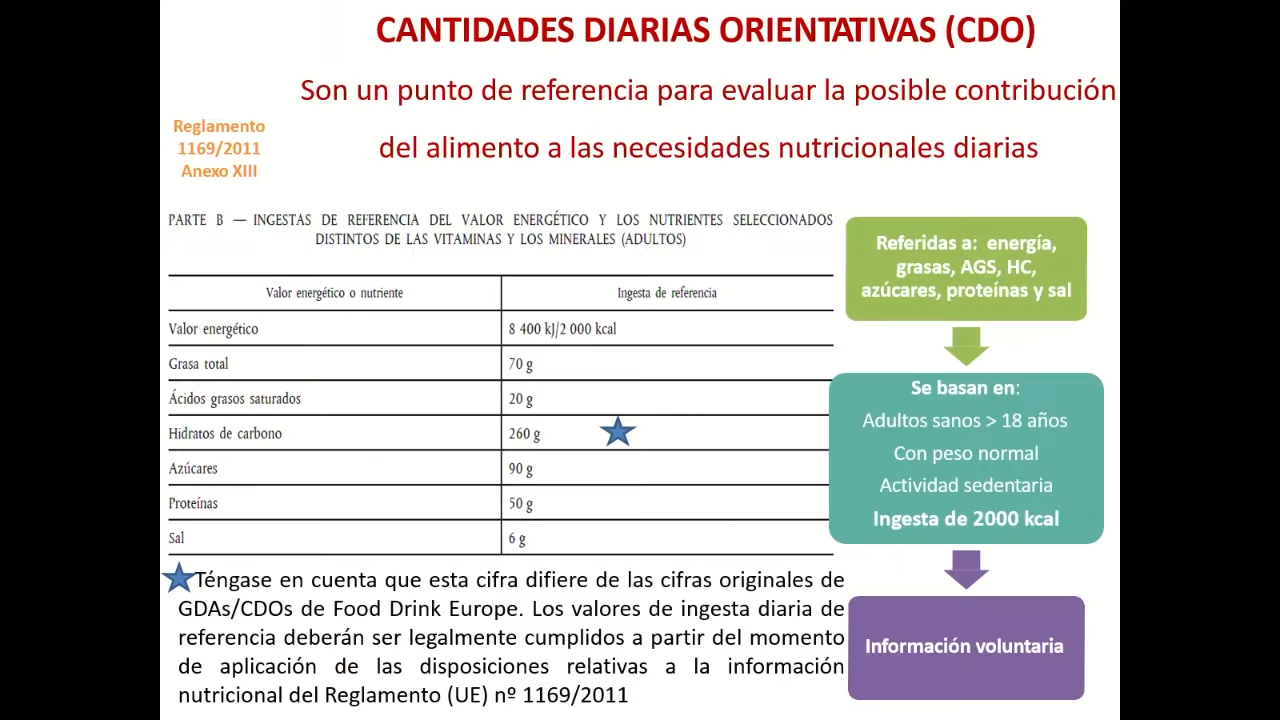 CANTIDADES DIARIAS ORIENTATIVAS (CDO)
Son un punto de referencia para evaluar la posible contribución
del alimento a las necesidades nutricionales diarias
Reglamento
1169/2011
Anexo XIII
PARTE B — INGESTAS DE REFERENCIA DEL VALOR ENERGÉTICO Y LOS NUTRIENTES SELECCIONADOS
DISTINTOS DE LAS VITAMINAS Y LOS MINERALES (ADULTOS)
Valor energético o nutriente Ingesta de referencia
Valor energético 8 400 kJ/2 000 kcal
Grasa total 70 g
Ácidos grasos saturados 20 g
Hidratos de carbono 260 g
Azúcares 90 g
Proteínas 50 g
Sal 6 g
Téngase en cuenta que esta cifra difiere de las cifras originales de
GDAs/CDOs de Food Drink Europe. Los valores de ingesta diaria de
referencia deberán ser legalmente cumplidos a partir del momento
de aplicación de las disposiciones relativas a la información
nutricional del Reglamento (UE) nº 1169/2011
Referidas a: energía,
grasas, AGS, HC,
azúcares, proteínas y sal
Se basan en:
Adultos sanos > 18 años
Con peso normal
Actividad sedentaria
Ingesta de 2000 kcal
Información voluntaria